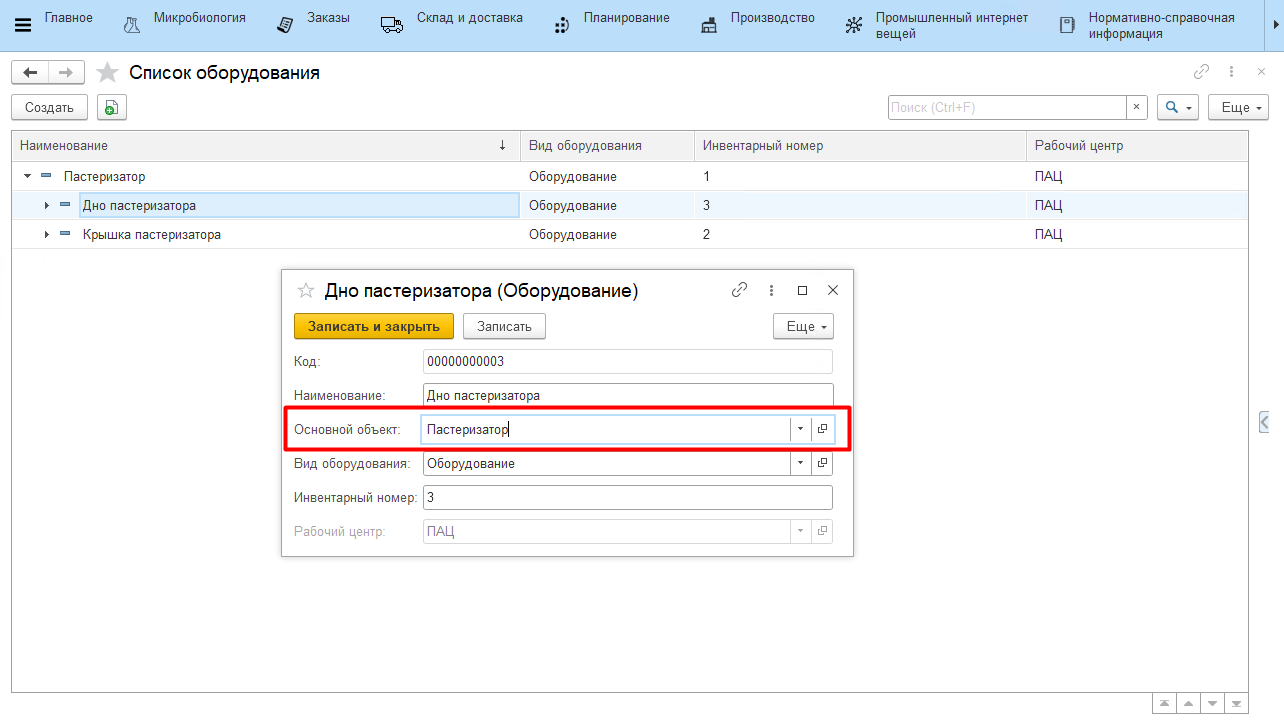 Главное
Микробиология
Заказы
Склад и доставка
Планирование
Производство
Промышленный интернет
вещей
Нормативно-справочная
информация
Список оборудования
Создать
Поиск (Ctrl+F)
×
Еще
Наименование ↓ Вид оборудования Инвентарный номер Рабочий центр
Пастеризатор Оборудование 1 ПАЦ
Дно пастеризатора Оборудование 3 ПАЦ
Крышка пастеризатора Оборудование 2 ПАЦ
Дно пастеризатора (Оборудование)
Записать и закрыть Записать Еще
Код: 00000000003
Наименование: Дно пастеризатора
Основной объект: Пастеризатор
Вид оборудования: Оборудование
Инвентарный номер: 3
Рабочий центр: ПАЦ